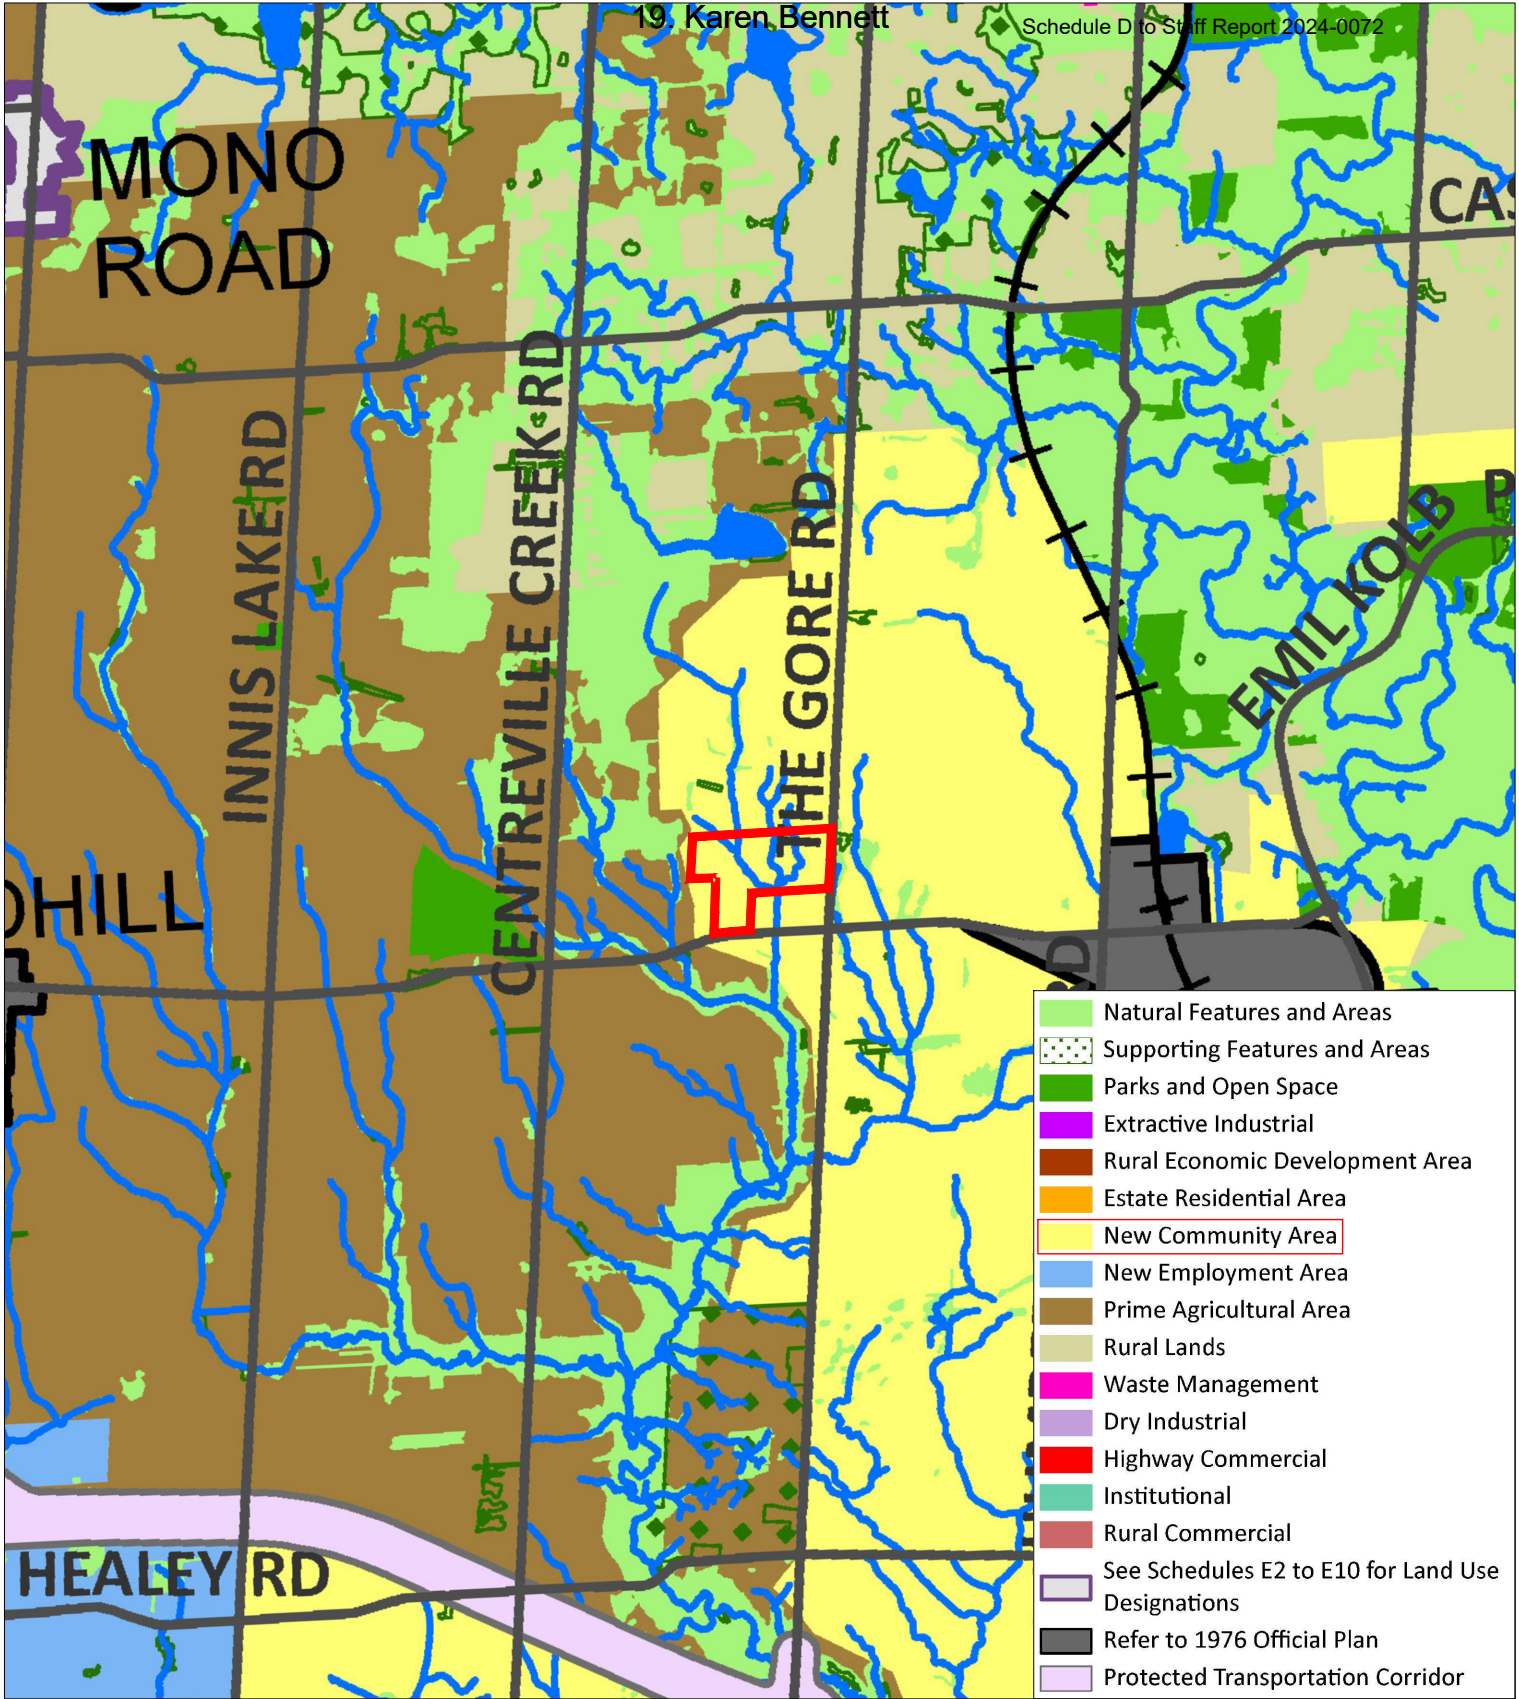 19. Karen Bennett
Schedule D to Staff Report 2024-0072
MONO
ROAD
CAS
INNIS LAKE RD
CENTREVILLE CREEK RD
THE GORE RD
EMIL KOLB P
DHILL
HEALEY RD
Natural Features and Areas
Supporting Features and Areas
Parks and Open Space
Extractive Industrial
Rural Economic Development Area
Estate Residential Area
New Community Area
New Employment Area
Prime Agricultural Area
Rural Lands
Waste Management
Dry Industrial
Highway Commercial
Institutional
Rural Commercial
See Schedules E2 to E10 for Land Use
Designations
Refer to 1976 Official Plan
Protected Transportation Corridor